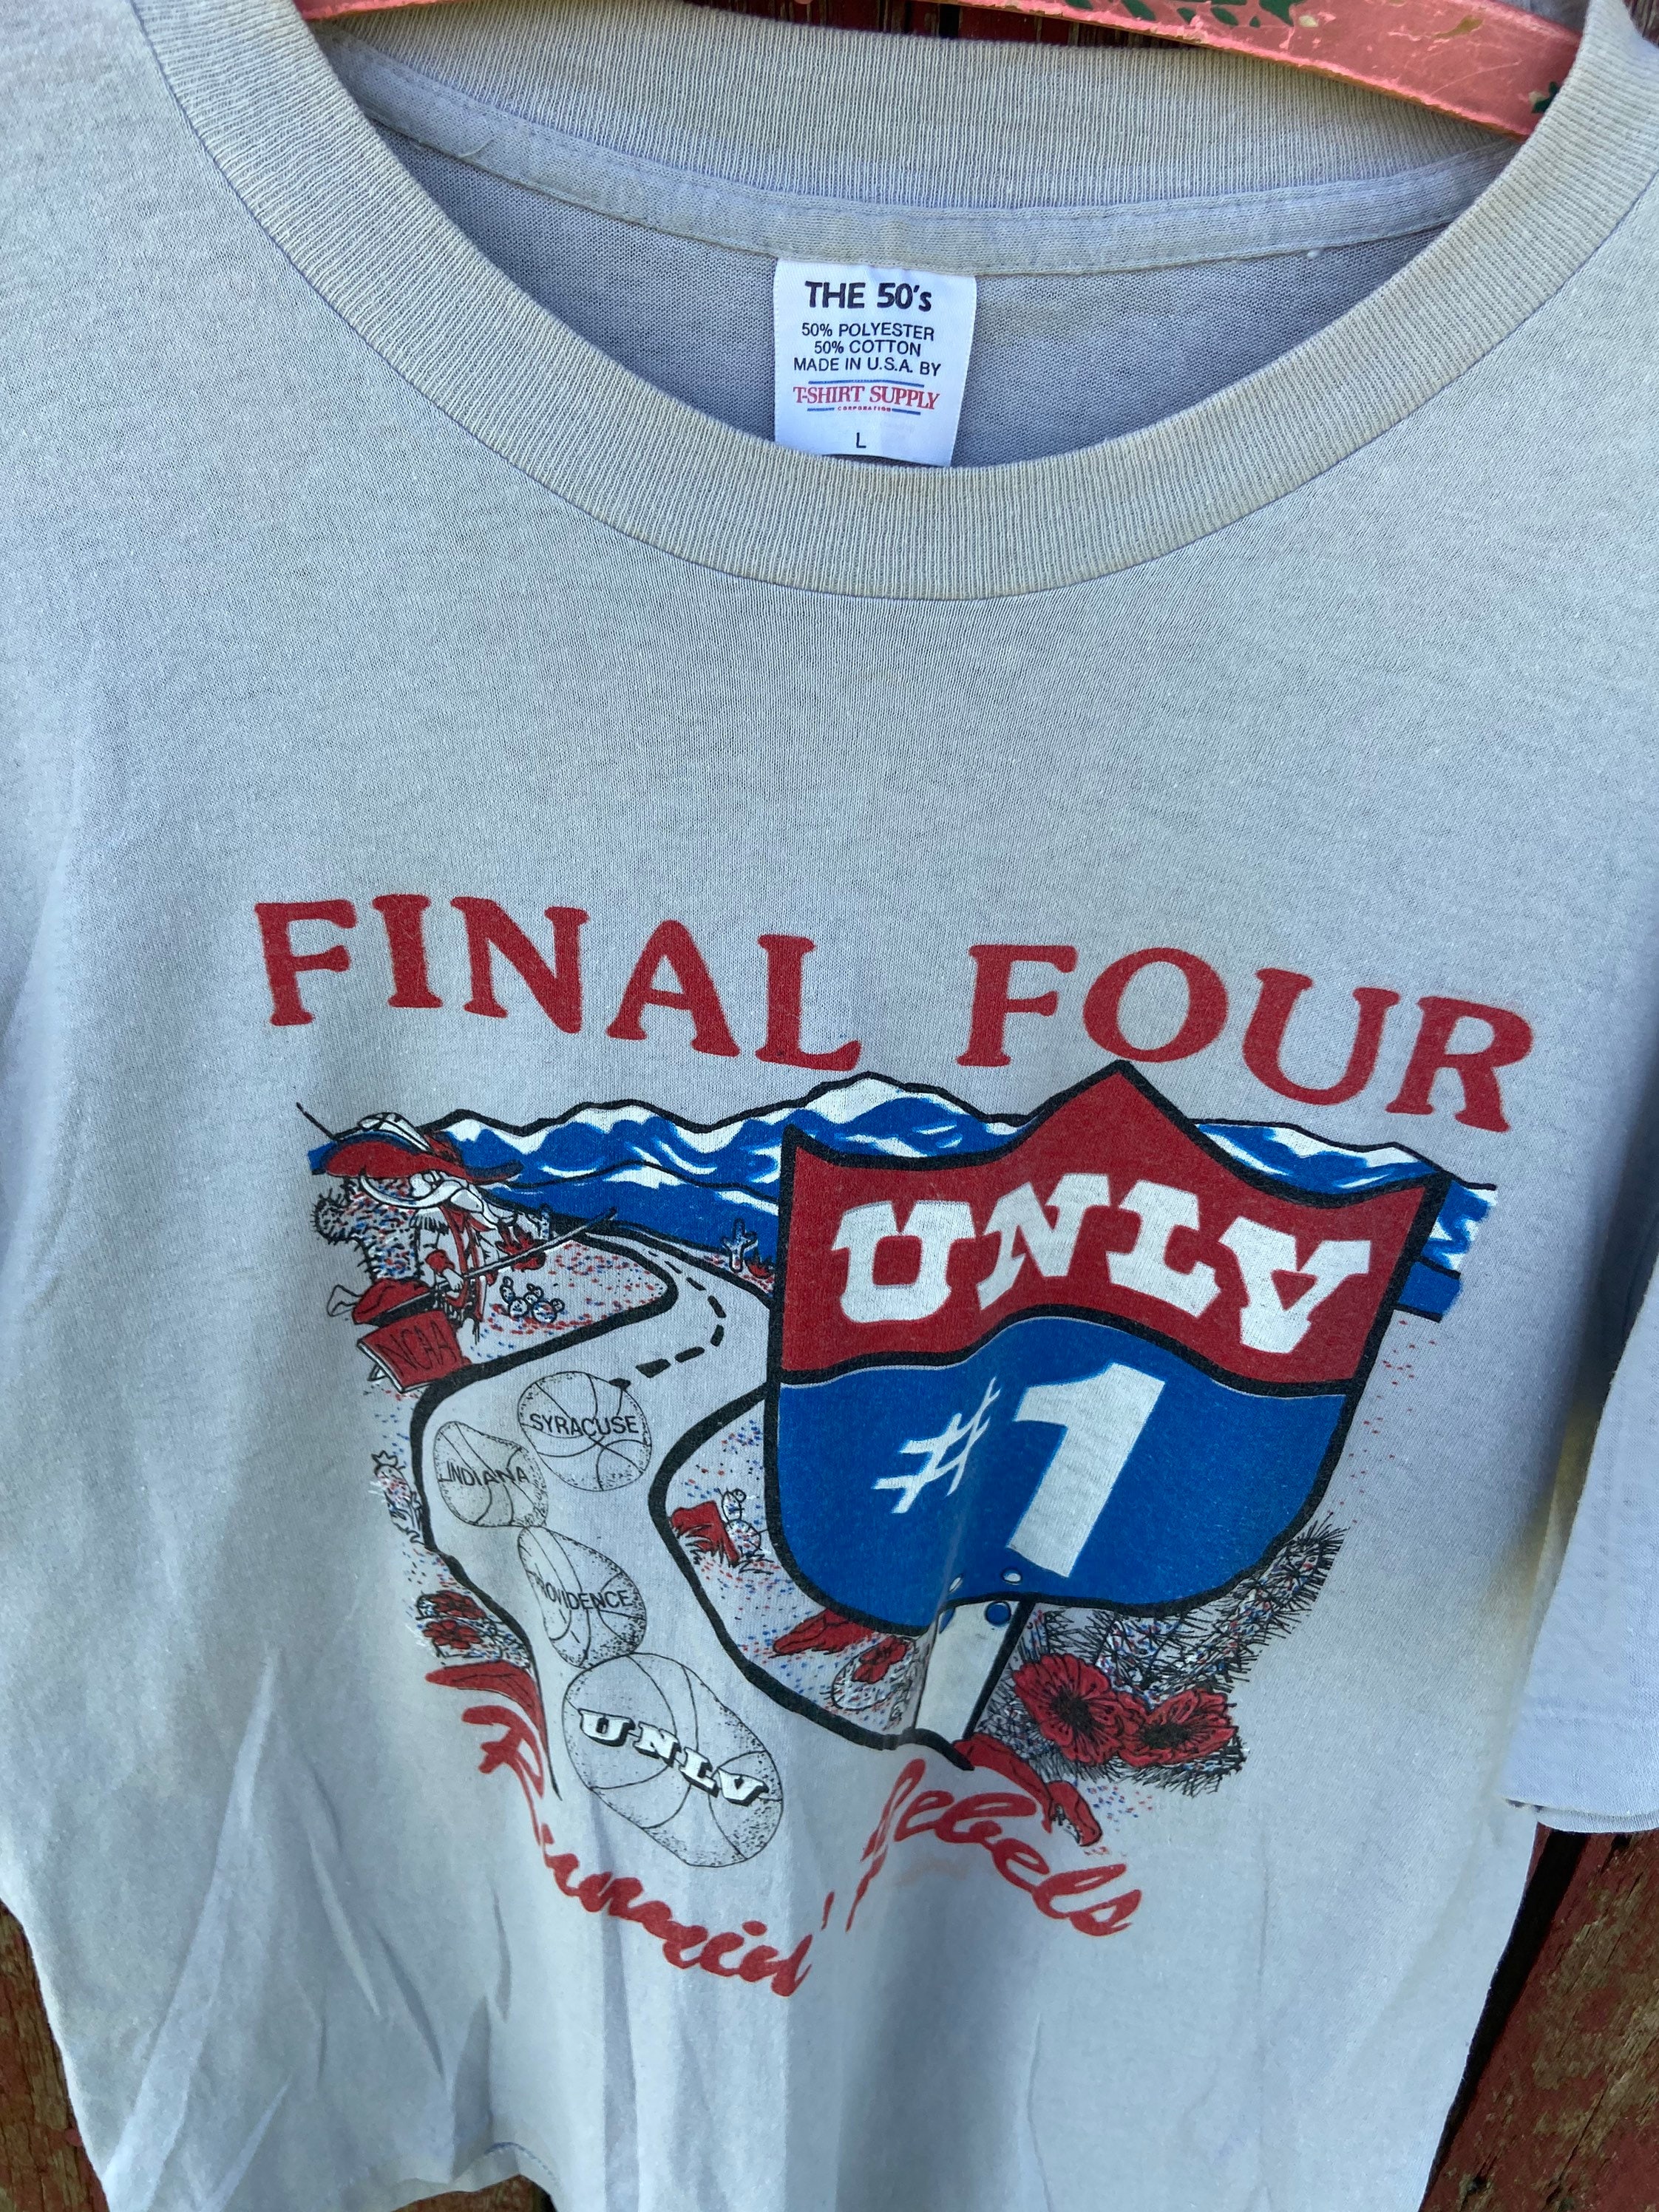 THE 50's
50% POLYESTER
50% COTTON
MADE IN U.S.A. BY
T-SHIRT SUPPLY
CORPORATION
L
FINAL FOUR
UNLV
#1
NCAA
SYRACUSE
INDIANA
PROVIDENCE
UNLV
Runnin' Rebels